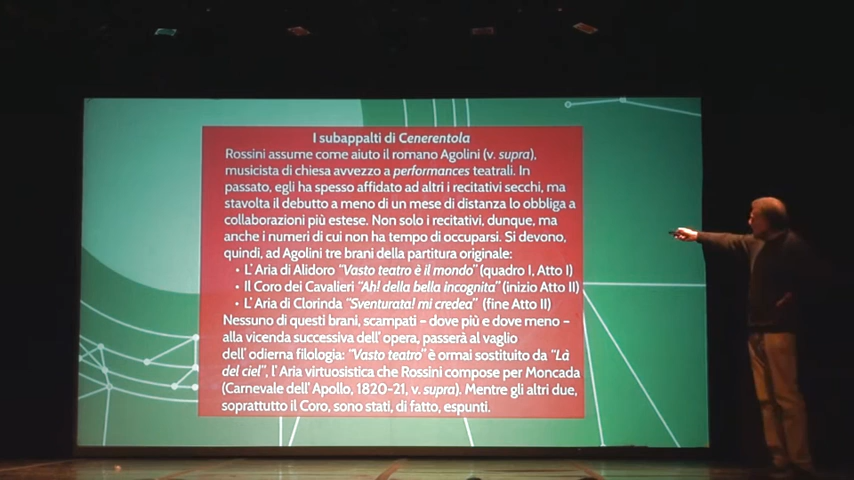 I subappalti di Cenerentola
Rossini assume come aiuto il romano Agolini (v. supra),
musicista di chiesa avvezzo a performances teatrali. In
passato, egli ha spesso affidato ad altri i recitativi secchi, ma
stavolta il debutto a meno di un mese di distanza lo obbliga a
collaborazioni più estese. Non solo i recitativi, dunque, ma
anche i numeri di cui non ha tempo di occuparsi. Si devono,
quindi, ad Agolini tre brani della partitura originale:
• L' Aria di Alidoro "Vasto teatro è il mondo" (quadro I, Atto I)
• Il Coro dei Cavalieri "Ah! della bella incognita" (inizio Atto II)
• L' Aria di Clorinda "Sventurata! mi credea" (fine Atto II)
Nessuno di questi brani, scampati – dove più e dove meno –
alla vicenda successiva dell' opera, passerà al vaglio
dell' odierna filologia: "Vasto teatro" è ormai sostituito da "Là
del ciel", l' Aria virtuosistica che Rossini compose per Moncada
(Carnevale dell' Apollo, 1820-21, v. supra). Mentre gli altri due,
soprattutto il Coro, sono stati, di fatto, espunti.